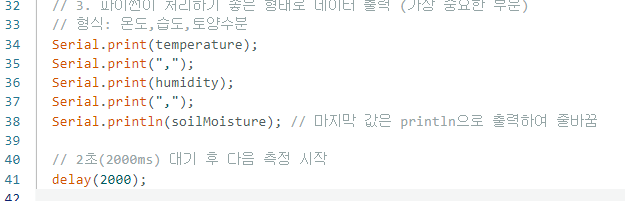 32 // 3. 파이썬이 처리하기 좋은 형태로 데이터 출력 (가장 중요한 부분)
33 // 형식: 온도,습도,토양수분
34 Serial.print(temperature);
35 Serial.print(",");
36 Serial.print(humidity);
37 Serial.print(",");
38 Serial.println(soilMoisture); // 마지막 값은 println으로 출력하여 줄바꿈
39
40 // 2초(2000ms) 대기 후 다음 측정 시작
41 delay(2000);
42